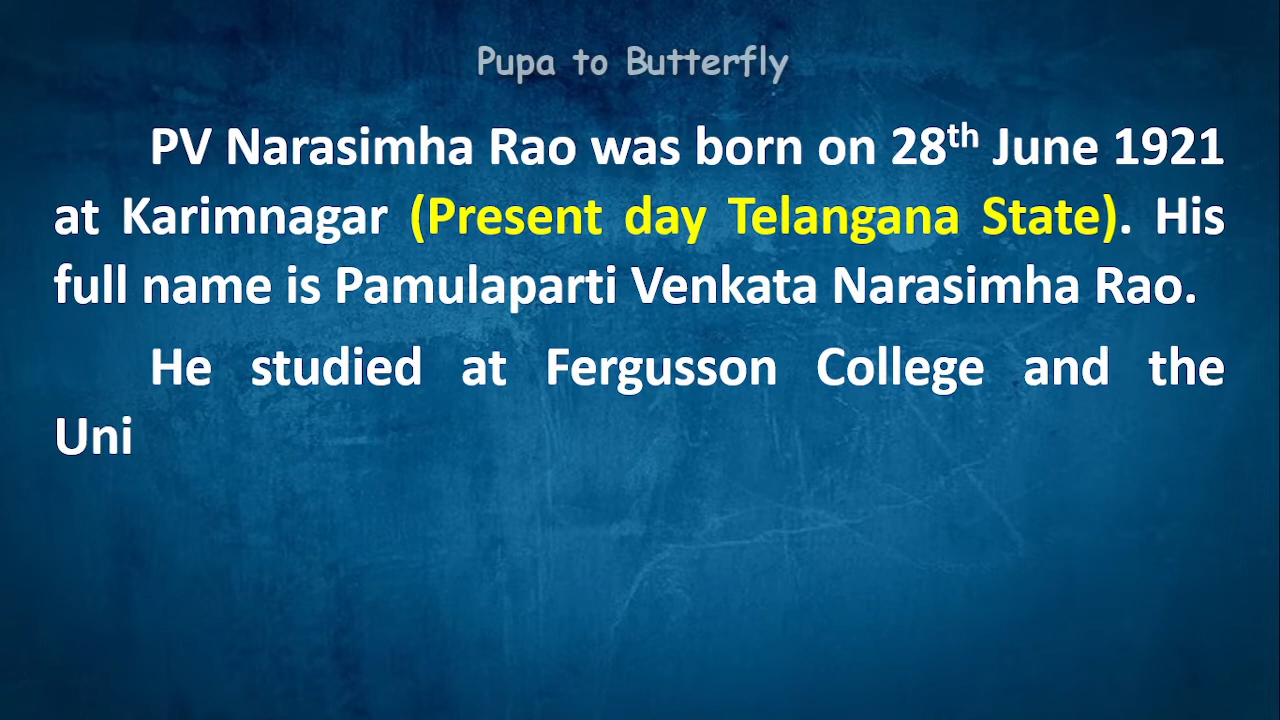 Pupa to Butterfly
PV Narasimha Rao was born on 28th June 1921
at Karimnagar (Present day Telangana State). His
full name is Pamulaparti Venkata Narasimha Rao.
He studied at Fergusson College and the
Uni